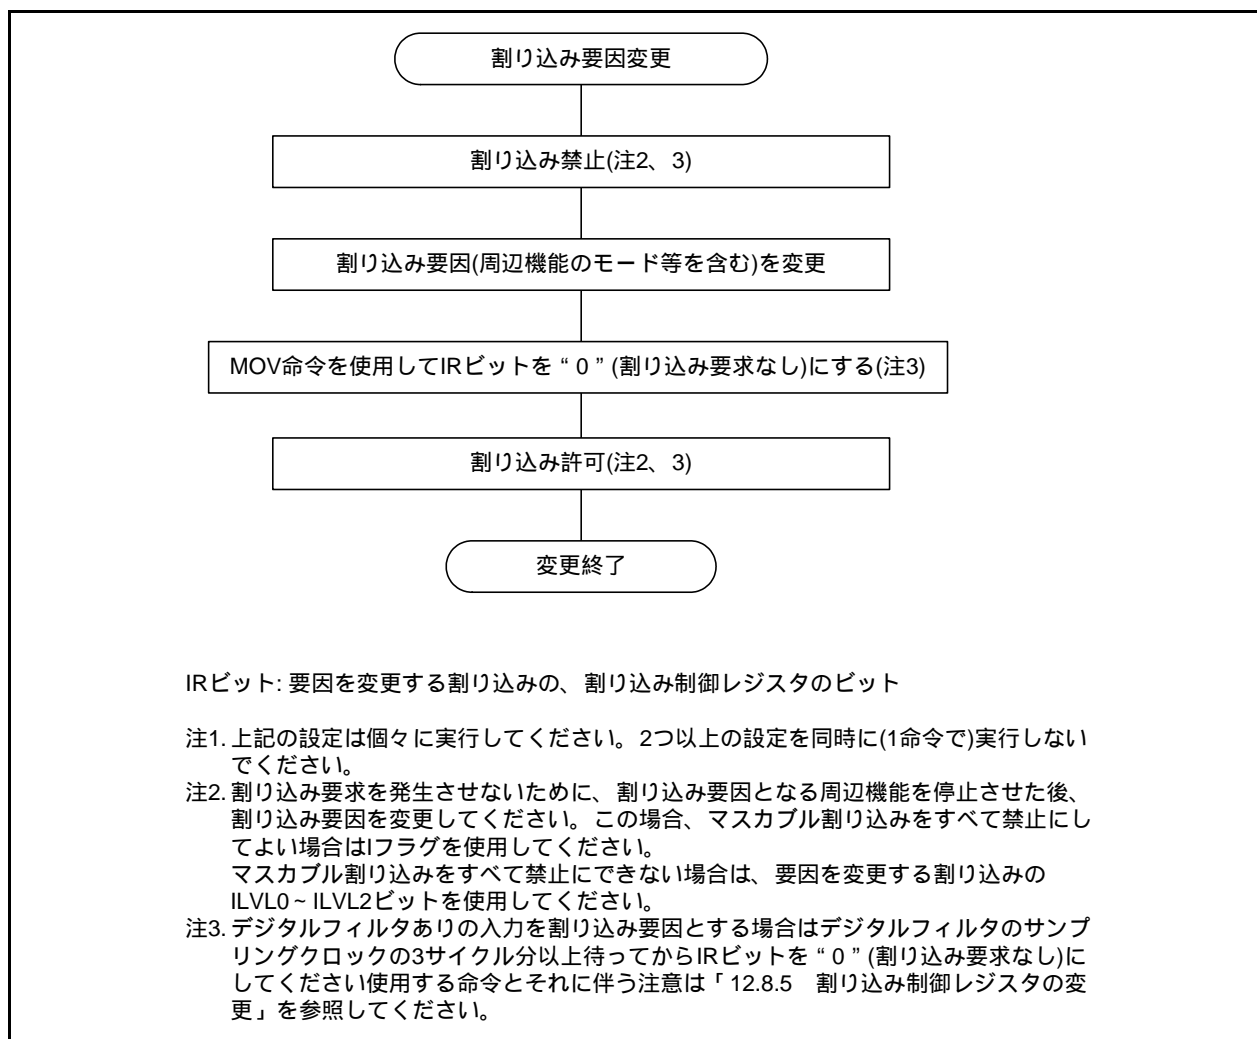 割り込み要因変更
割り込み禁止(注2、3)
割り込み要因(周辺機能のモード等を含む)を変更
MOV命令を使用してIRビットを“0”(割り込み要求なし)にする(注3)
割り込み許可(注2、3)
変更終了
IRビット: 要因を変更する割り込みの、割り込み制御レジスタのビット
注1. 上記の設定は個々に実行してください。2つ以上の設定を同時に(1命令で)実行しない
でください。
注2. 割り込み要求を発生させないために、割り込み要因となる周辺機能を停止させた後、
割り込み要因を変更してください。この場合、マスカブル割り込みをすべて禁止にし
てよい場合はIフラグを使用してください。
マスカブル割り込みをすべて禁止にできない場合は、要因を変更する割り込みの
ILVL0~ILVL2ビットを使用してください。
注3. デジタルフィルタありの入力を割り込み要因とする場合はデジタルフィルタのサンプ
リングクロックの3サイクル分以上待ってからIRビットを“0”(割り込み要求なし)に
してください使用する命令とそれに伴う注意は「12.8.5 割り込み制御レジスタの変
更」を参照してください。